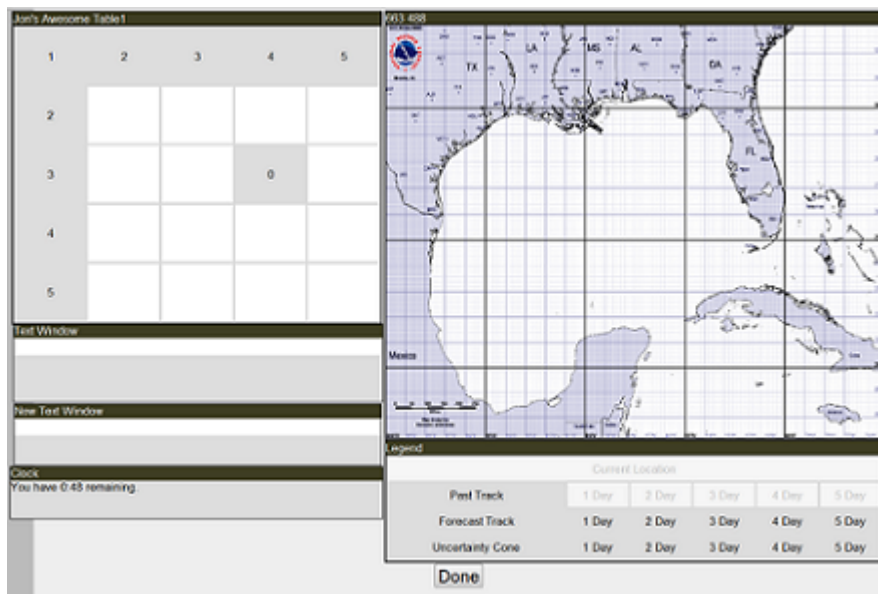 Jon's Awesome Table1
1 2 3 4 5
2
3 0
4
5
Text Window
New Text Window
Clock
You have 0:48 remaining.
663 488
TX LA MS AL GA
FL
Mexico
Legend
Current Location
Past Track 1 Day 2 Day 3 Day 4 Day 5 Day
Forecast Track 1 Day 2 Day 3 Day 4 Day 5 Day
Uncertainty Cone 1 Day 2 Day 3 Day 4 Day 5 Day
Done